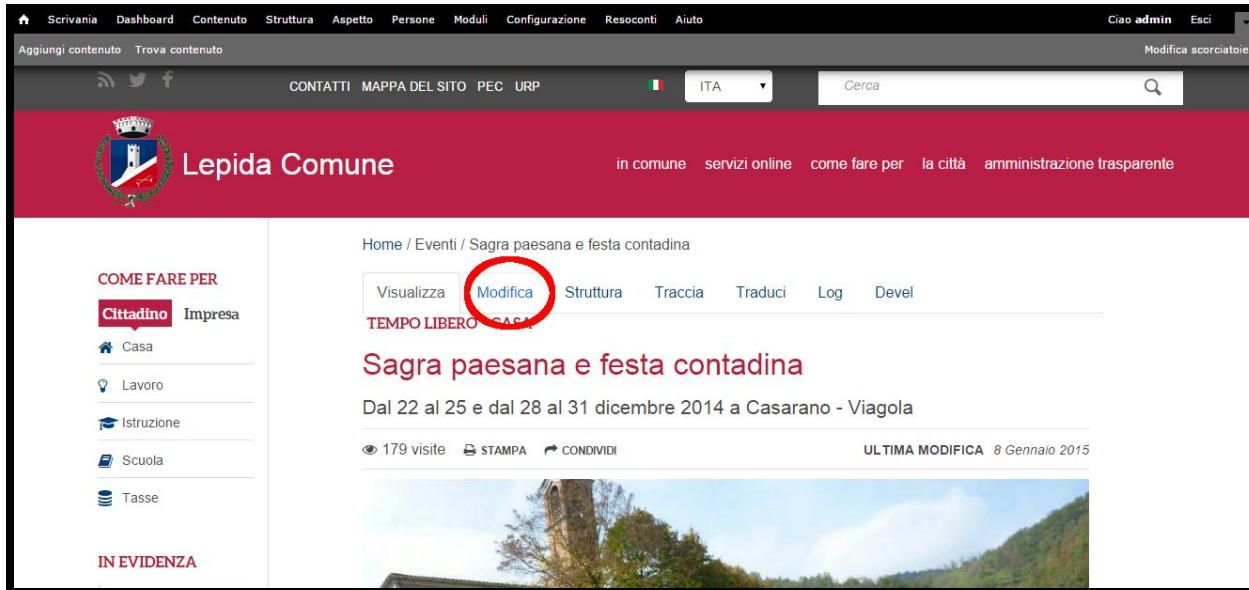 Scrivania Dashboard Contenuto Struttura Aspetto Persone Moduli Configurazione Resoconti Aiuto Ciao admin Esci
Aggiungi contenuto Trova contenuto Modifica scorciatoie
CONTATTI MAPPA DEL SITO PEC URP ITA Cerca
Lepida Comune in comune servizi online come fare per la città amministrazione trasparente
Home / Eventi / Sagra paesana e festa contadina
COME FARE PER
Visualizza Modifica Struttura Traccia Traduci Log Devel
Cittadino Impresa
TEMPO LIBERO - CASA
Casa
Sagra paesana e festa contadina
Lavoro
Dal 22 al 25 e dal 28 al 31 dicembre 2014 a Casarano - Viagola
Istruzione
179 visite STAMPA CONDIVIDI ULTIMA MODIFICA 8 Gennaio 2015
Scuola
Tasse
IN EVIDENZA